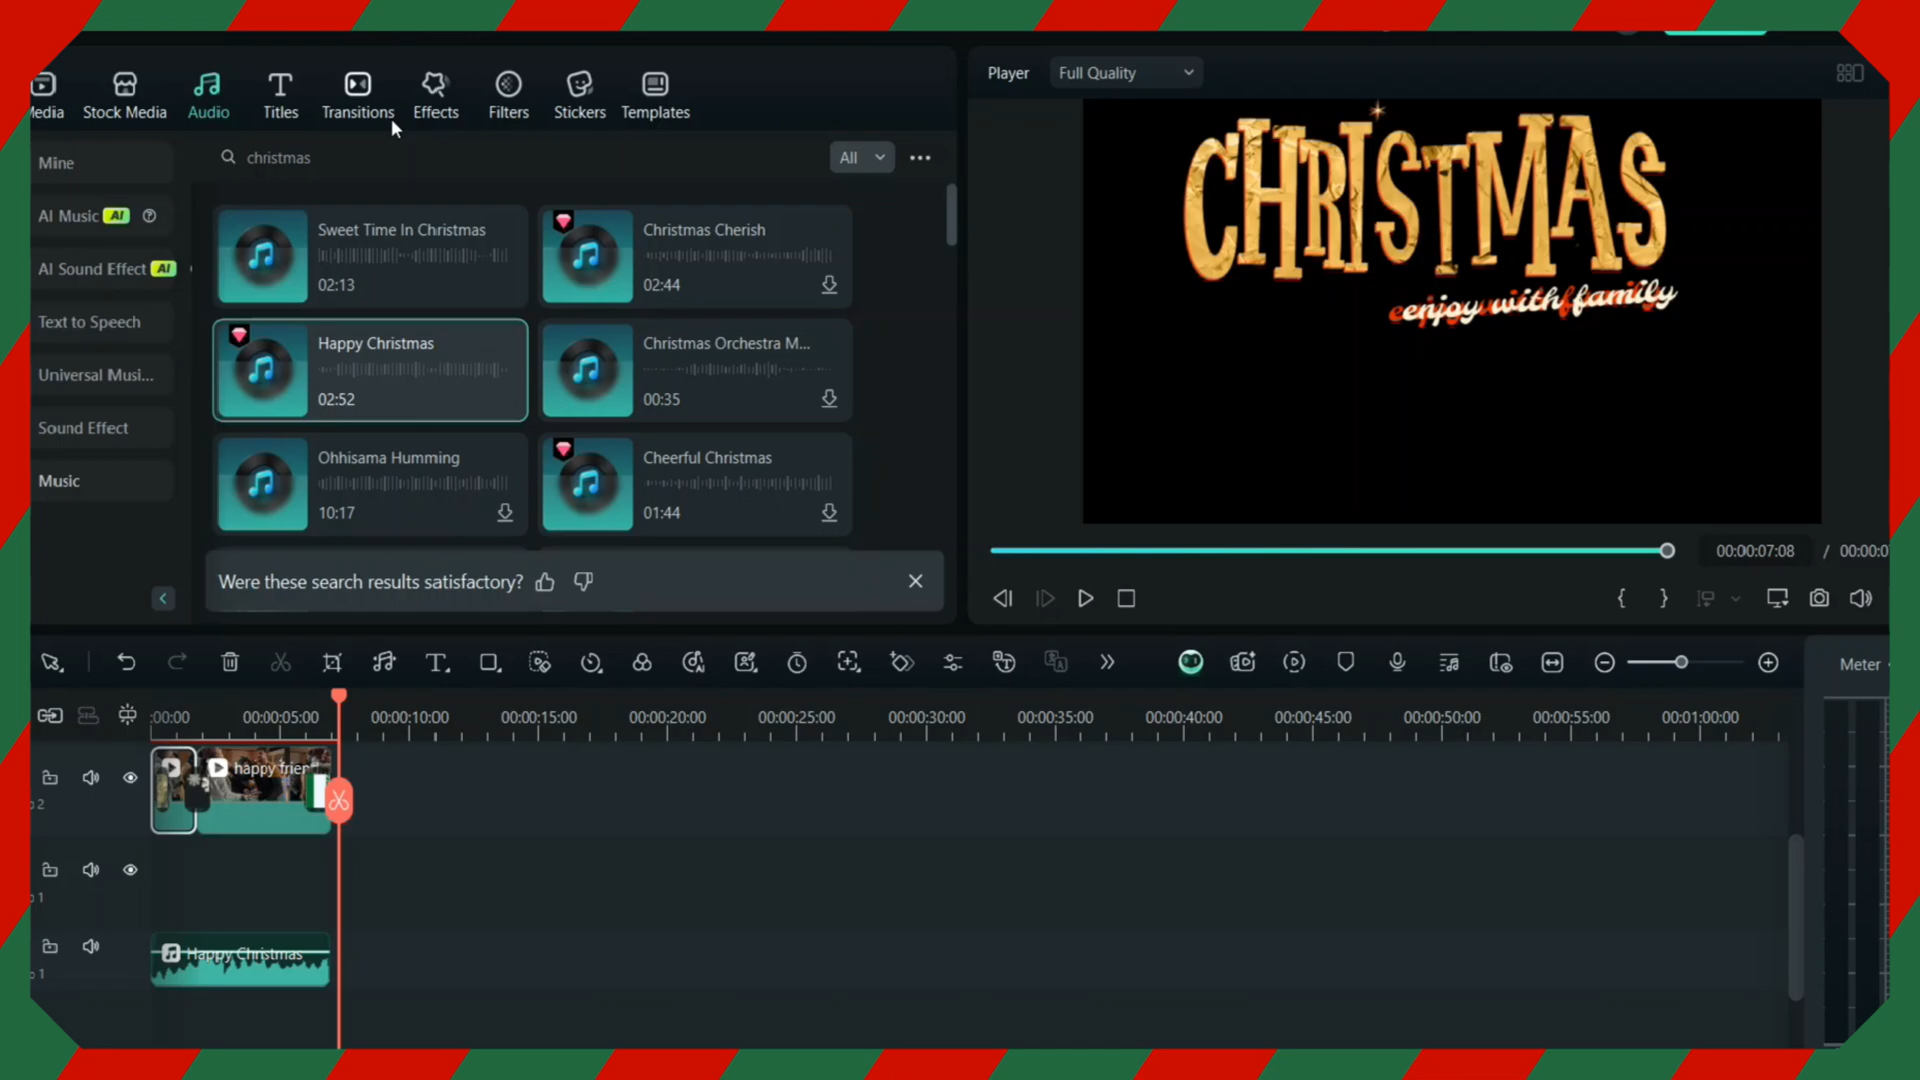 Media
Stock Media
Audio
Titles
Transitions
Effects
Filters
Stickers
Templates
Player
Full Quality
Mine
AI Music AI
AI Sound Effect AI
Text to Speech
Universal Musi...
Sound Effect
Music
christmas
All
Sweet Time In Christmas
02:13
Christmas Cherish
02:44
Happy Christmas
02:52
Christmas Orchestra M...
00:35
Ohhisama Humming
10:17
Cheerful Christmas
01:44
Were these search results satisfactory?
CHRISTMAS
eenjoy with family
00:00:07:08 / 00:00:0
Meter
:00:00
00:00:05:00
00:00:10:00
00:00:15:00
00:00:20:00
00:00:25:00
00:00:30:00
00:00:35:00
00:00:40:00
00:00:45:00
00:00:50:00
00:00:55:00
00:01:00:00
happy frien
2
1
Happy Christmas
1